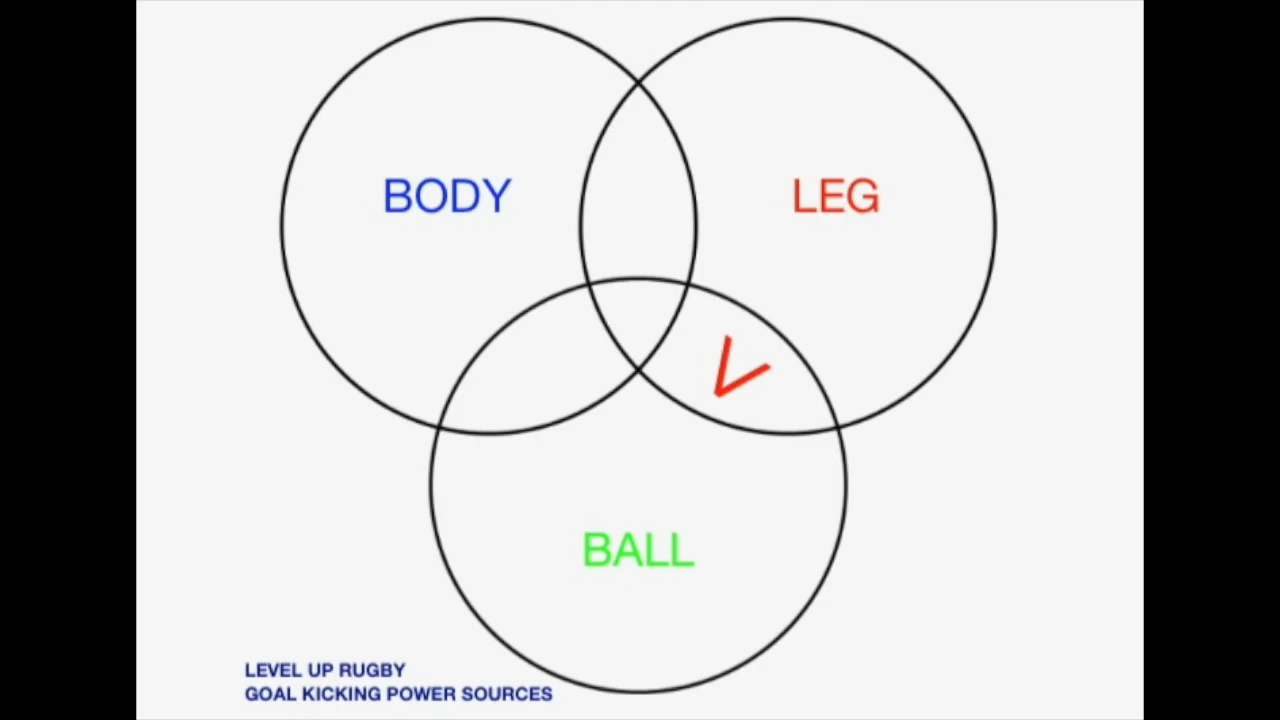 BODY
LEG
V
BALL
LEVEL UP RUGBY
GOAL KICKING POWER SOURCES